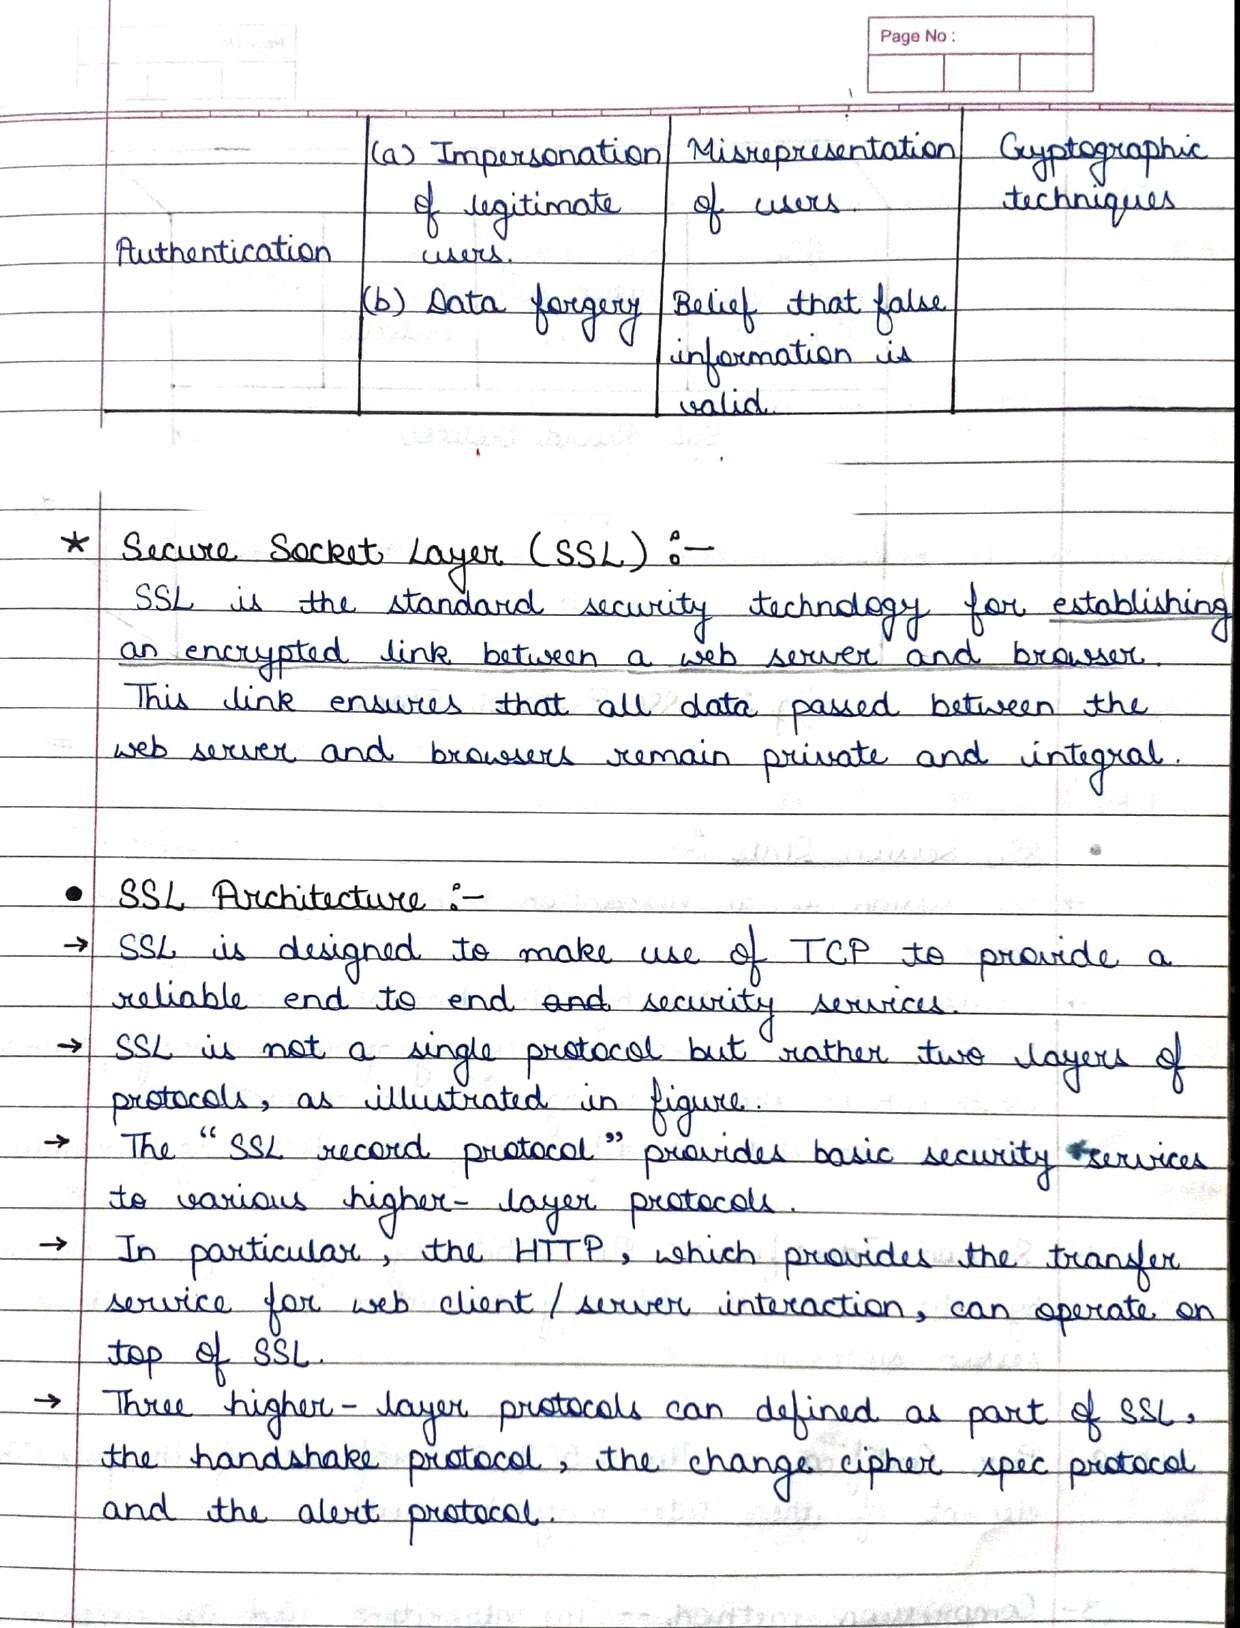 Page No :
(a) Impersonation Misrepresentation Cryptographic
of legitimate of users. techniques
Authentication users.
(b) Data forgery Belief that false
information is
valid.
* Secure Socket Layer (SSL) :-
SSL is the standard security technology for establishing
an encrypted link between a web server and browser.
This link ensures that all data passed between the
web server and browsers remain private and integral.
• SSL Architecture :-
→ SSL is designed to make use of TCP to provide a
reliable end to end and security services.
→ SSL is not a single protocol but rather two layers of
protocols, as illustrated in figure.
→ The "SSL record protocol" provides basic security services
to various higher-layer protocols.
→ In particular, the HTTP, which provides the transfer
service for web client / server interaction, can operate on
top of SSL.
→ Three higher-layer protocols can defined as part of SSL,
the handshake protocol, the change cipher spec protocol
and the alert protocol.